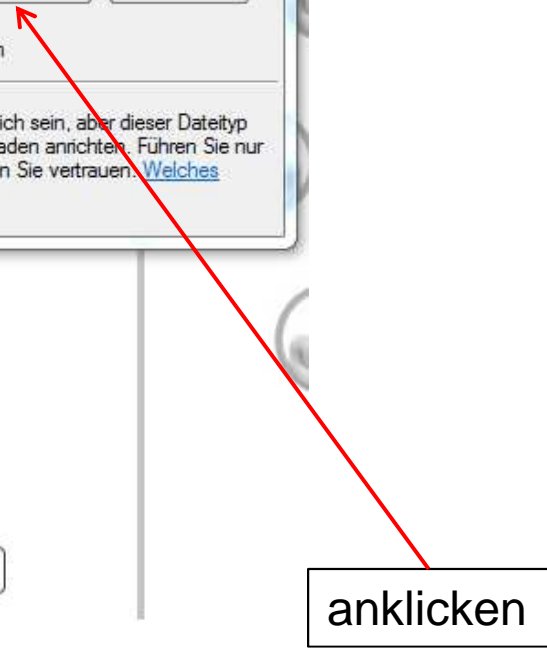 ich sein, aber dieser Dateityp
aden anrichten. Führen Sie nur
n Sie vertrauen. Welches
anklicken